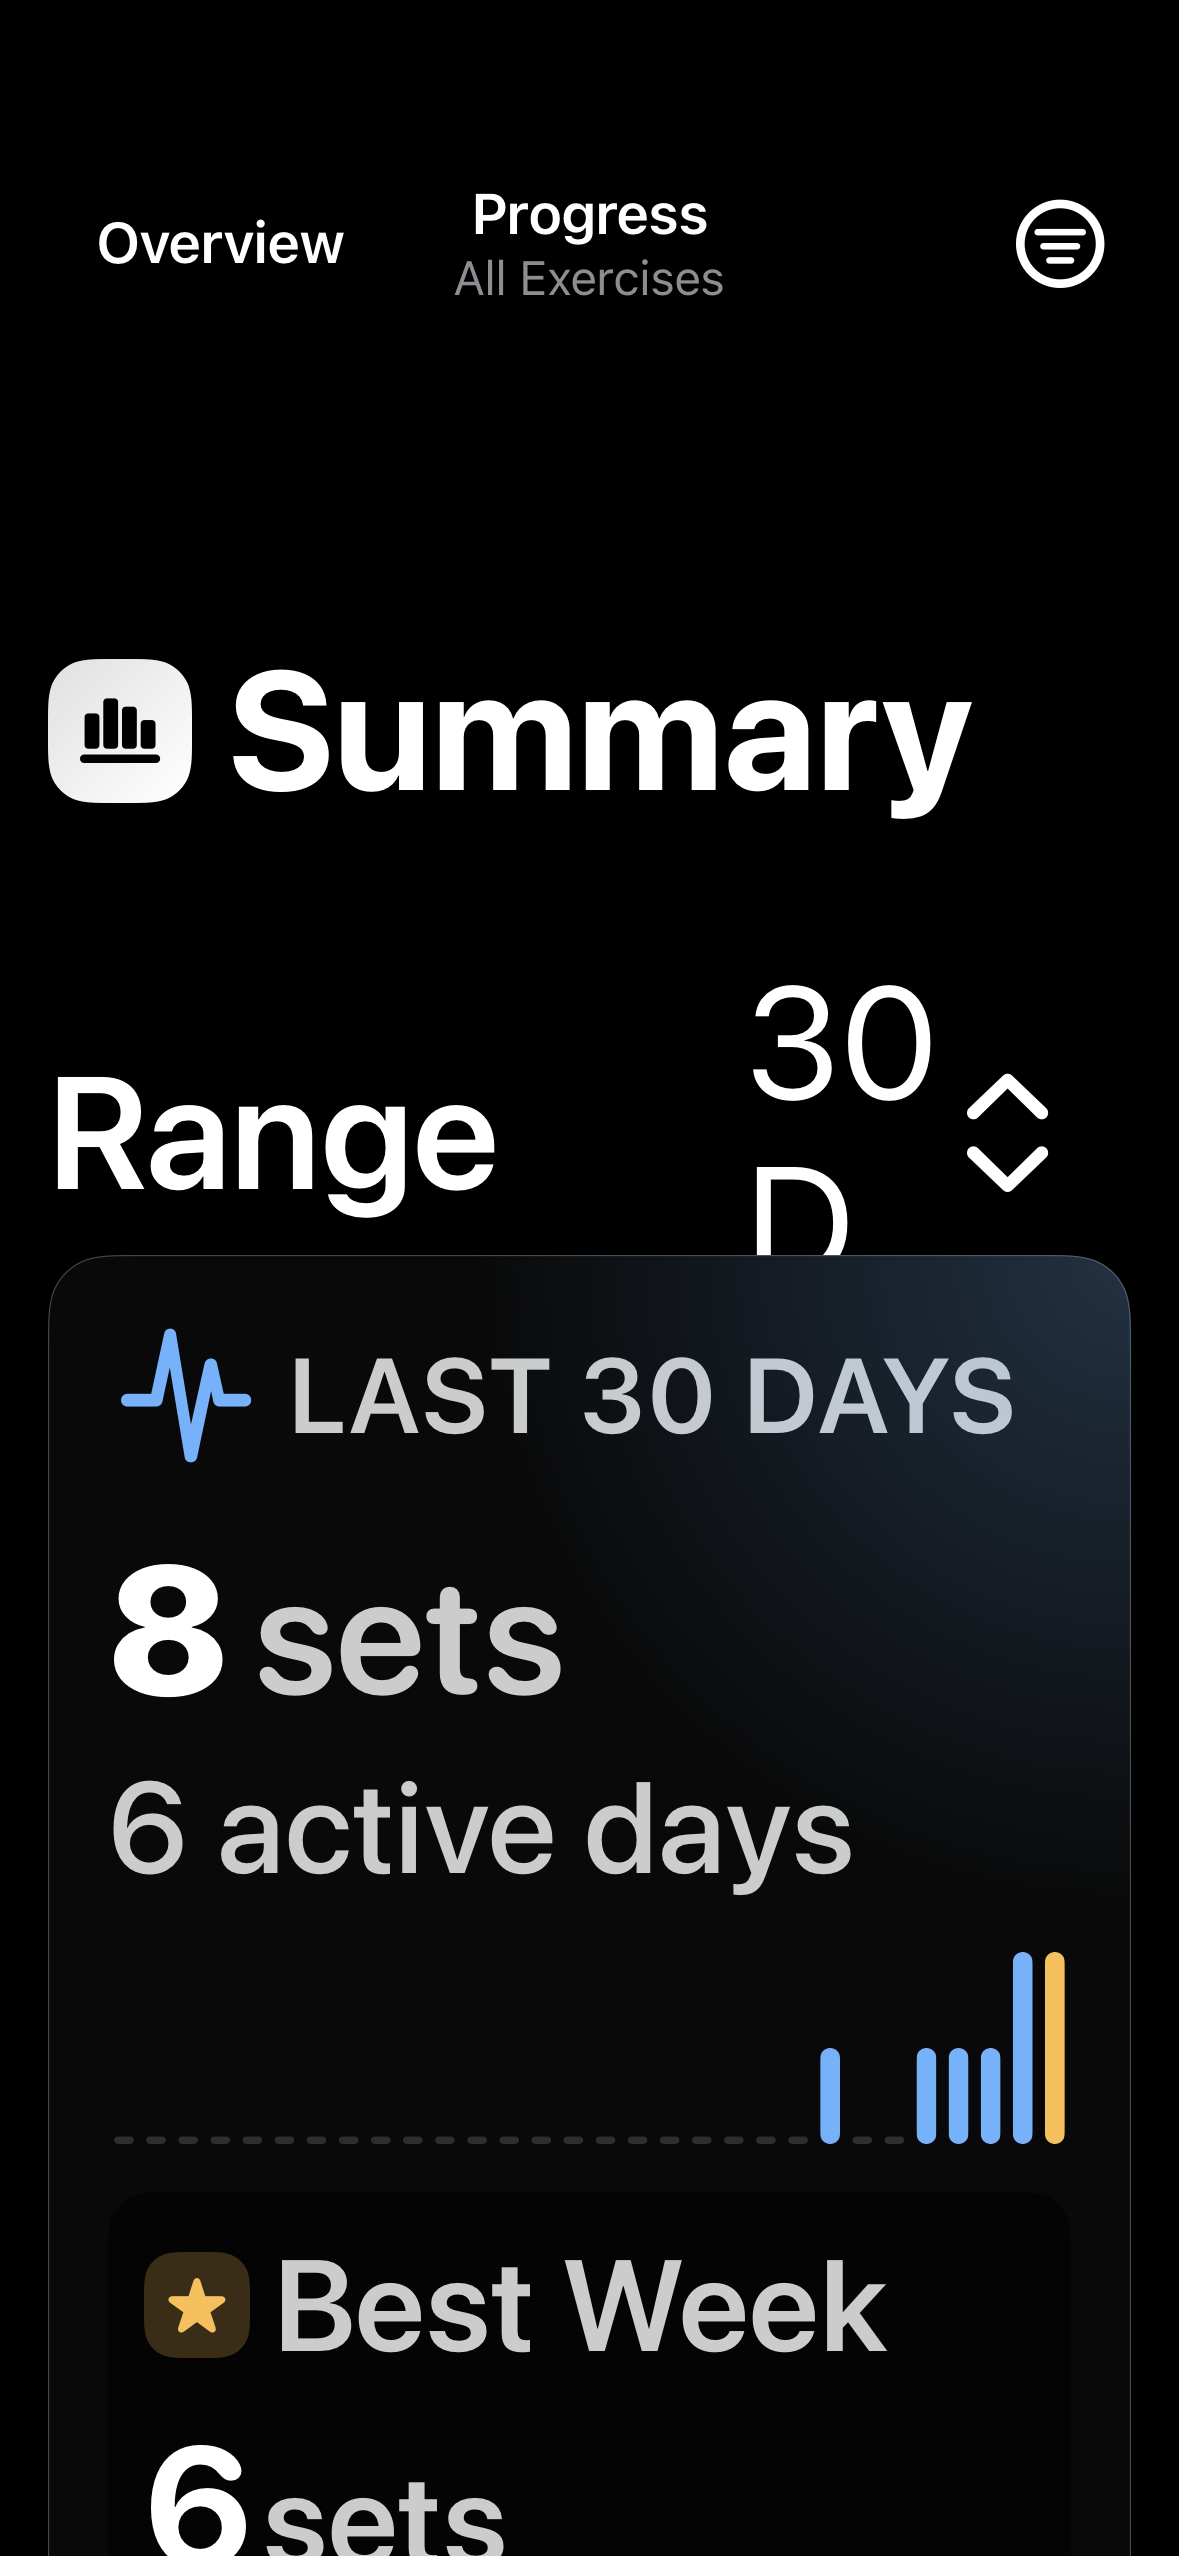 Overview
Progress
All Exercises
Summary
Range
30
D
LAST 30 DAYS
8 sets
6 active days
Best Week
6 sets